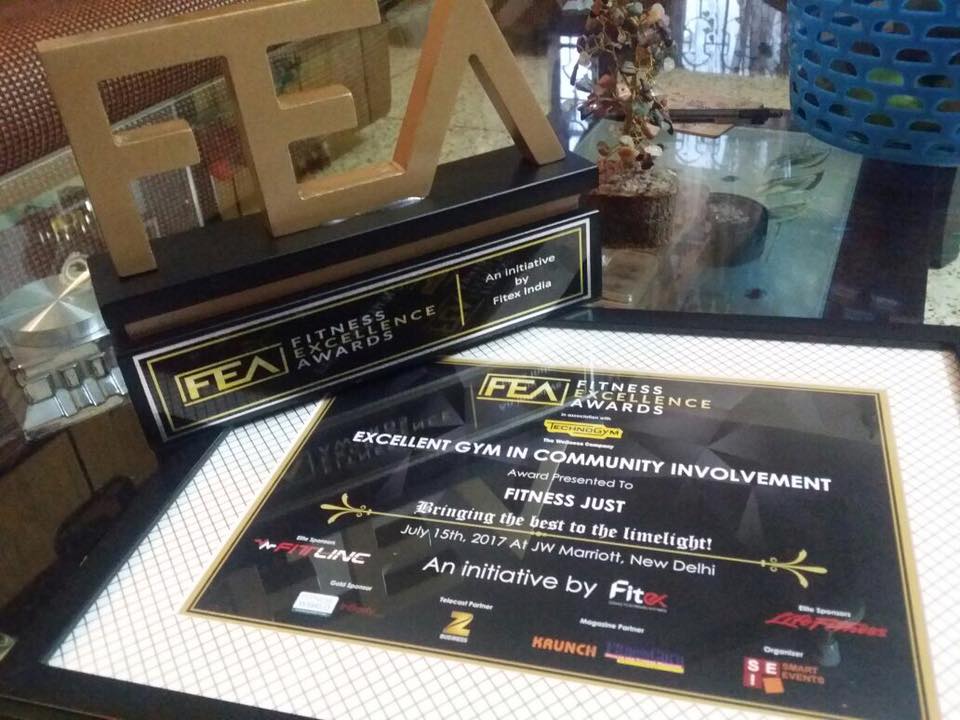 FEA
FEA
FITNESS
EXCELLENCE
AWARDS
An initiative
by
Fitex India
FEA
FITNESS
EXCELLENCE
AWARDS
In association with
TECHNOGYM
The Wellness Company
EXCELLENT GYM IN COMMUNITY INVOLVEMENT
Award Presented To
FITNESS JUST
Bringing the best to the limelight!
July 15th, 2017 At JW Marriott, New Delhi
An initiative by Fitex
Elite Sponsors
FITLINE
Elite Sponsors
Life Fitness
Gold Sponsor
Telecast Partner
Z
BUSINESS
Magazine Partner
KRUNCH
Organizer
SEI
SMART
EVENTS